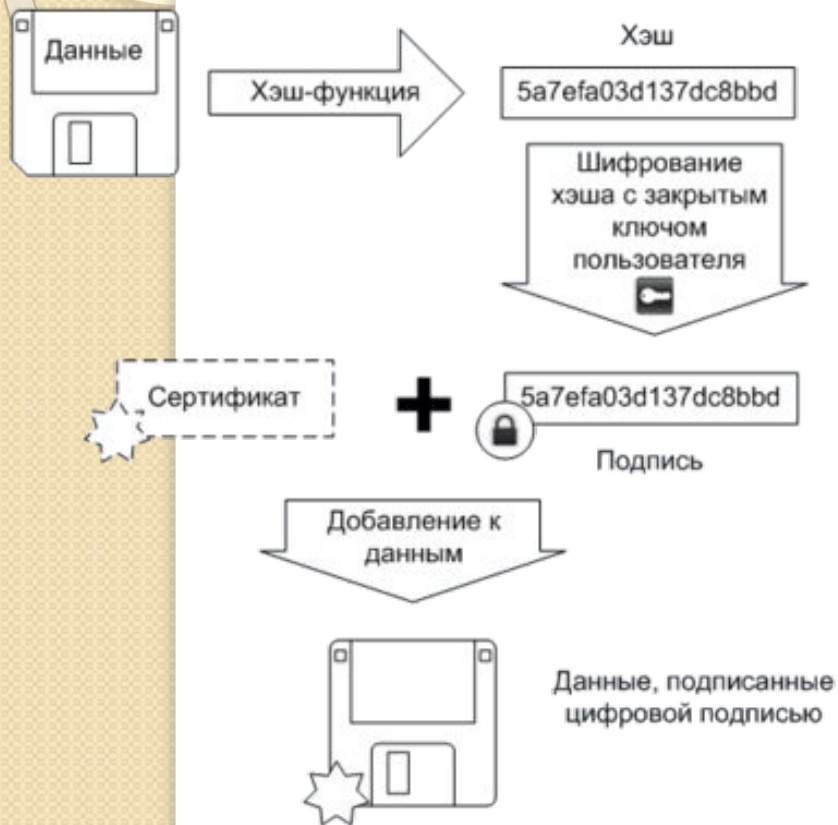 Данные
Хэш-функция
Хэш
5a7efa03d137dc8bbd
Шифрование
хэша с закрытым
ключом
пользователя
Сертификат
5a7efa03d137dc8bbd
Подпись
Добавление к
данным
Данные, подписанные
цифровой подписью